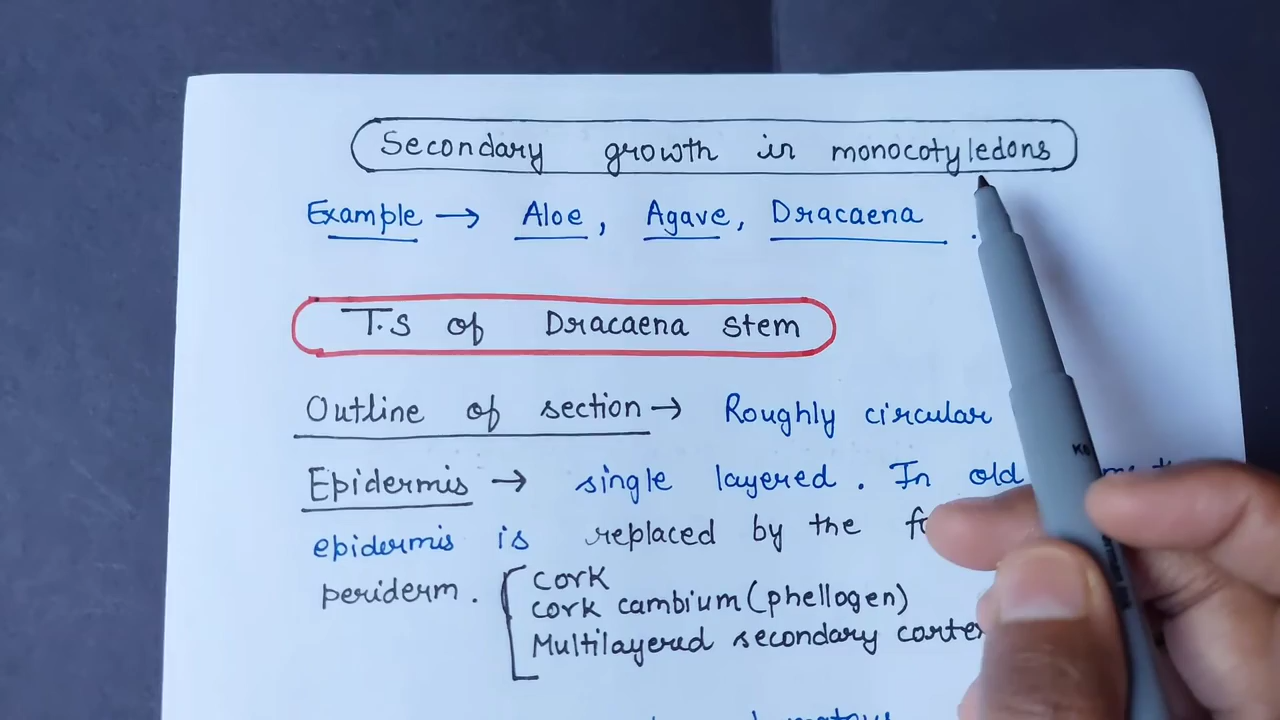 Secondary growth in monocotyledons
Example → Aloe, Agave, Dracaena .
T.S of Dracaena stem
Outline of section → Roughly circular
Epidermis → single layered. In old
epidermis is replaced by the
periderm. [ cork
cork cambium (phellogen)
Multilayered secondary